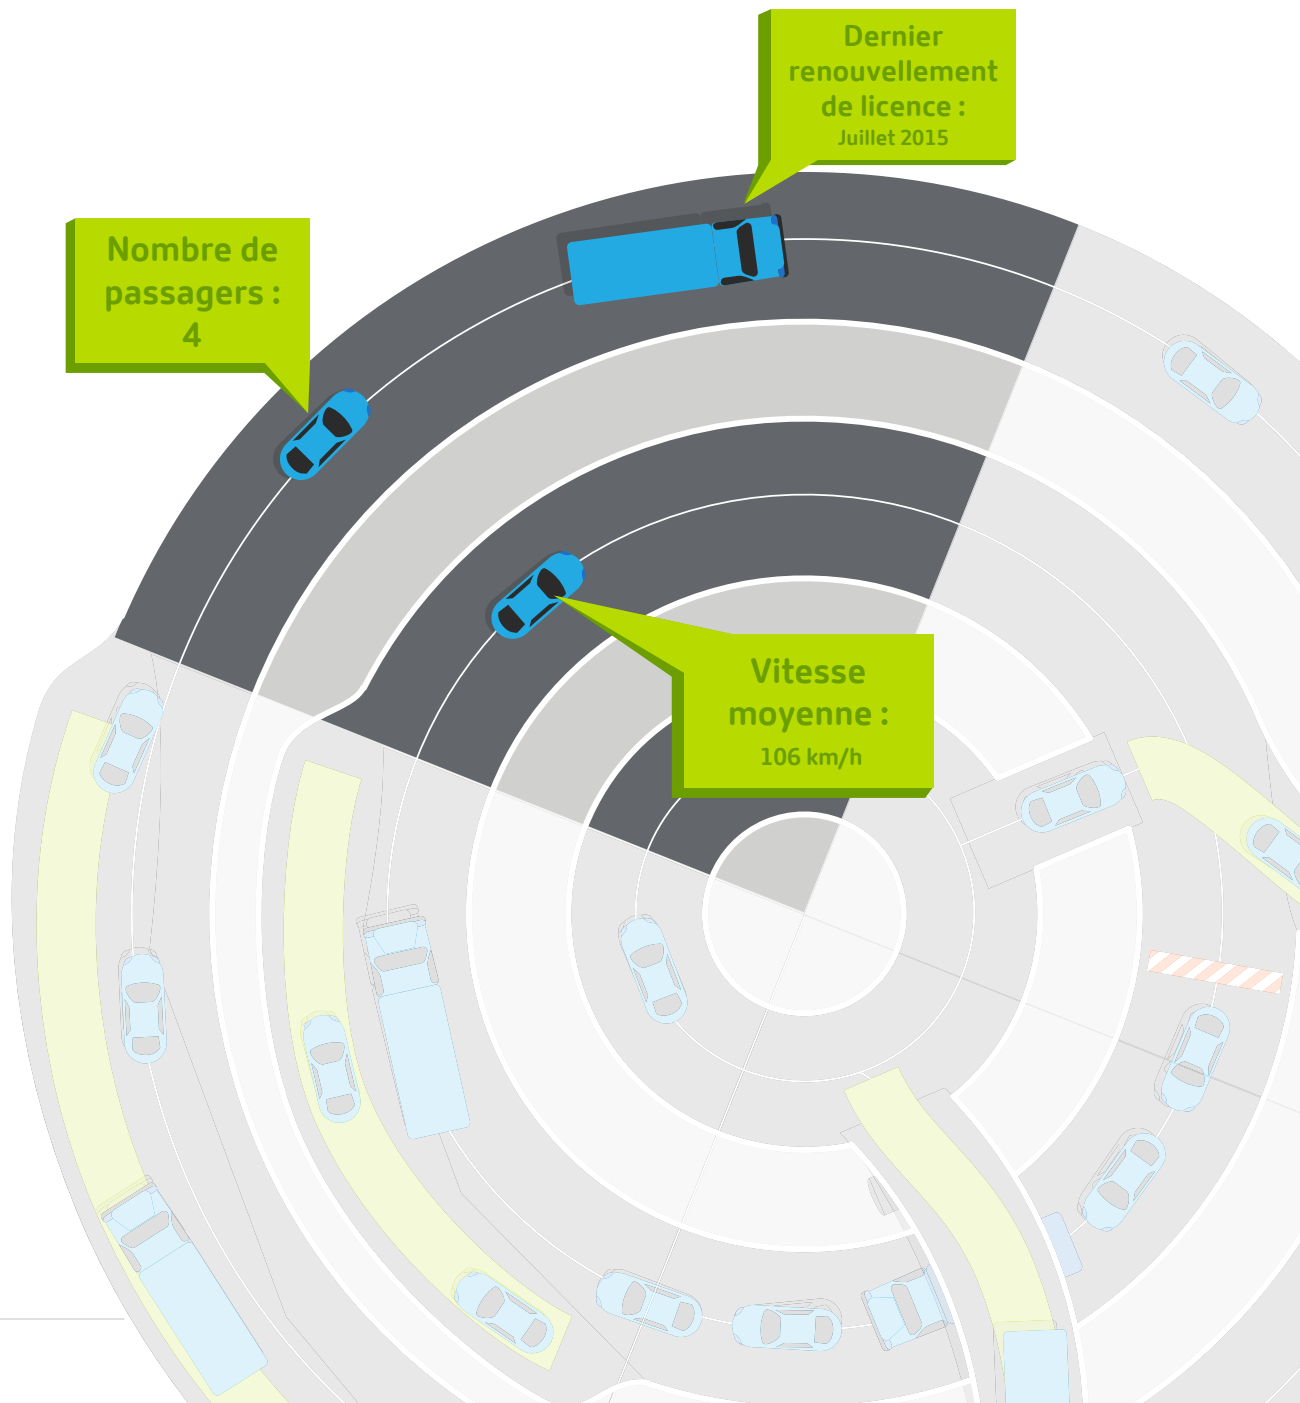 Dernier
renouvellement
de licence :
Juillet 2015
Nombre de
passagers :
4
Vitesse
moyenne :
106 km/h